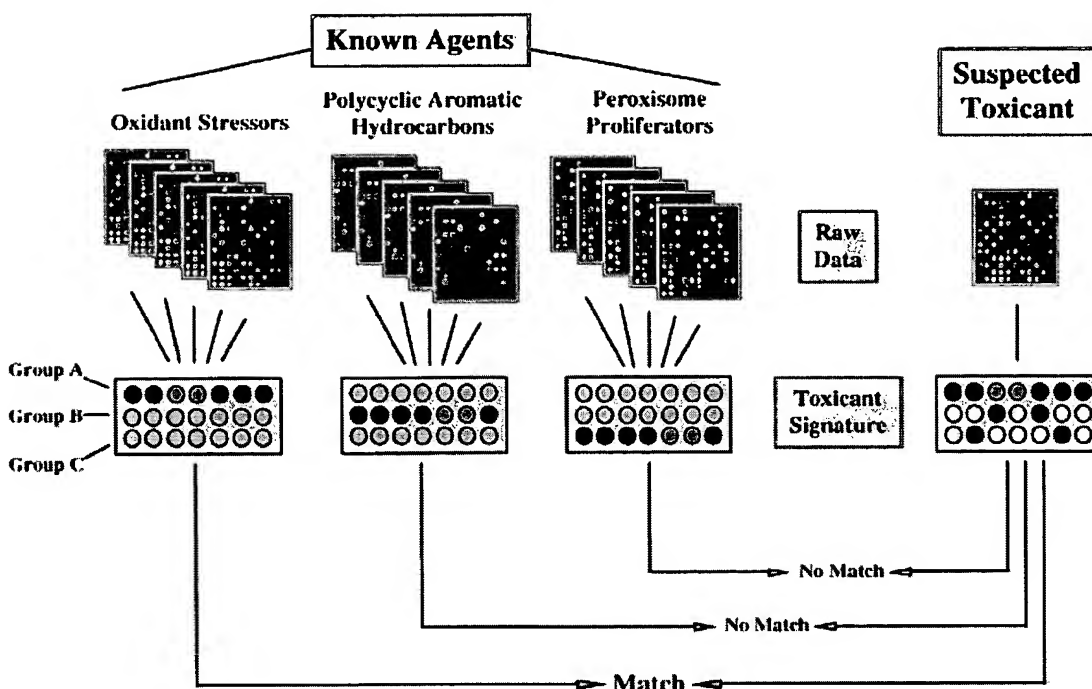 Known Agents
Suspected
Toxicant
Oxidant Stressors
Polycyclic Aromatic
Hydrocarbons
Peroxisome
Proliferators
Raw
Data
Group A
Group B
Group C
Toxicant
Signature
No Match
No Match
Match